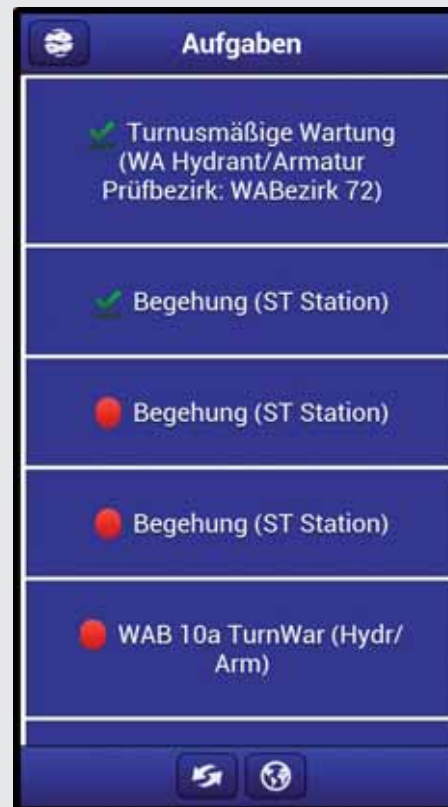 Aufgaben
Turnusmäßige Wartung
(WA Hydrant/Armatur
Prüfbezirk: WABezirk 72)
Begehung (ST Station)
Begehung (ST Station)
Begehung (ST Station)
WAB 10a TurnWar (Hydr/
Arm)